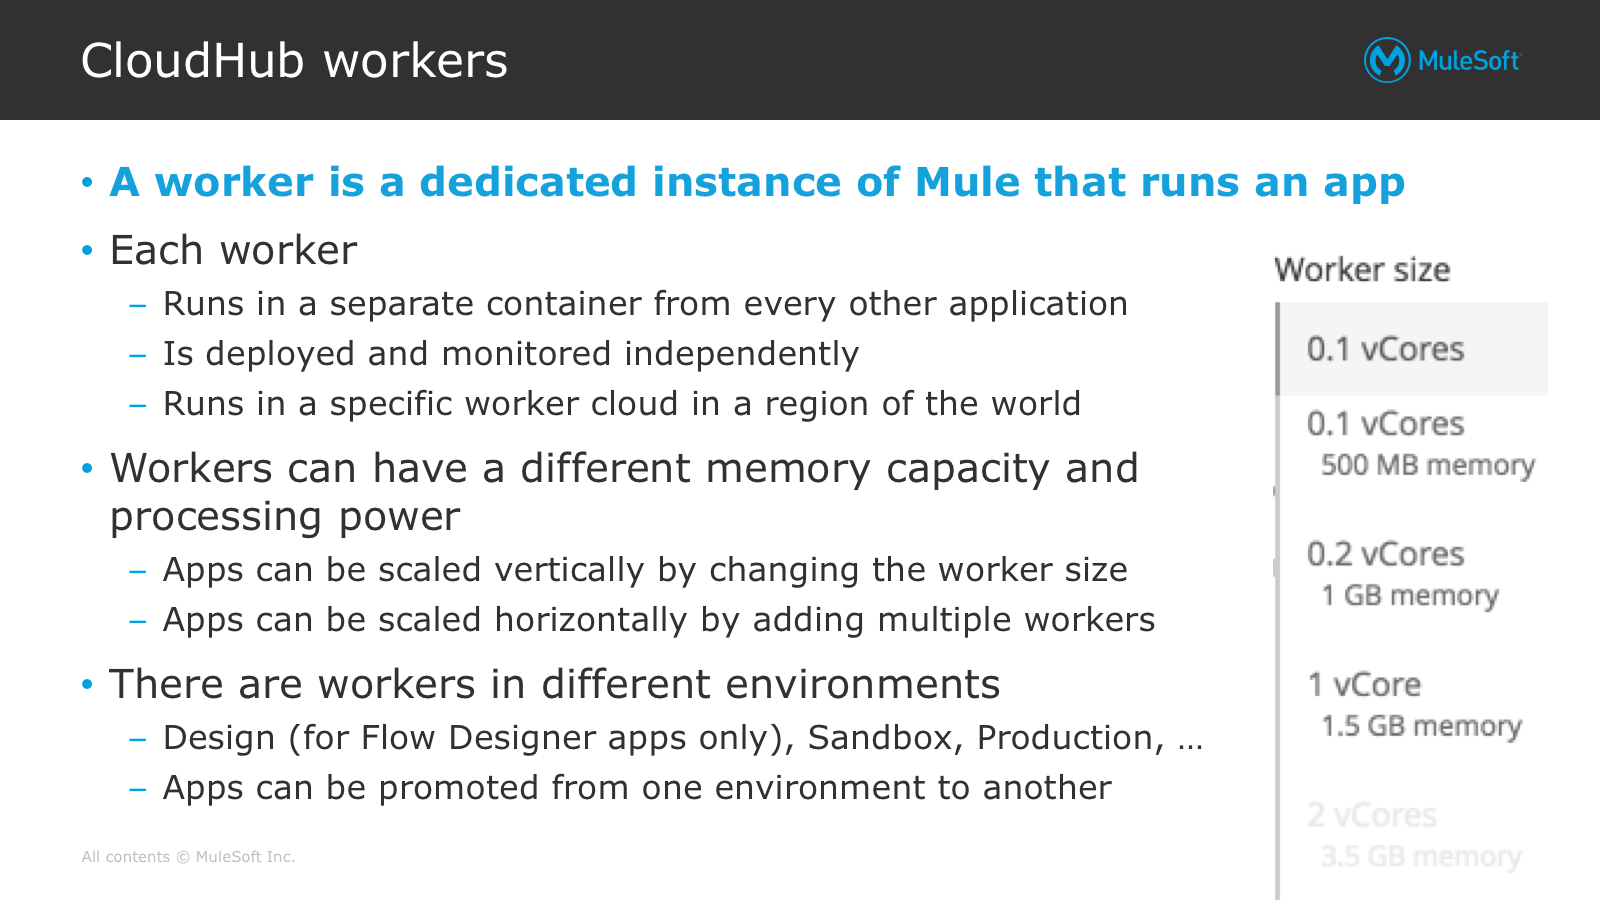 CloudHub workers
MuleSoft
• A worker is a dedicated instance of Mule that runs an app
• Each worker
– Runs in a separate container from every other application
– Is deployed and monitored independently
– Runs in a specific worker cloud in a region of the world
• Workers can have a different memory capacity and
processing power
– Apps can be scaled vertically by changing the worker size
– Apps can be scaled horizontally by adding multiple workers
• There are workers in different environments
– Design (for Flow Designer apps only), Sandbox, Production, …
– Apps can be promoted from one environment to another
Worker size
0.1 vCores
0.1 vCores
500 MB memory
0.2 vCores
1 GB memory
1 vCore
1.5 GB memory
2 vCores
3.5 GB memory
All contents © MuleSoft Inc.